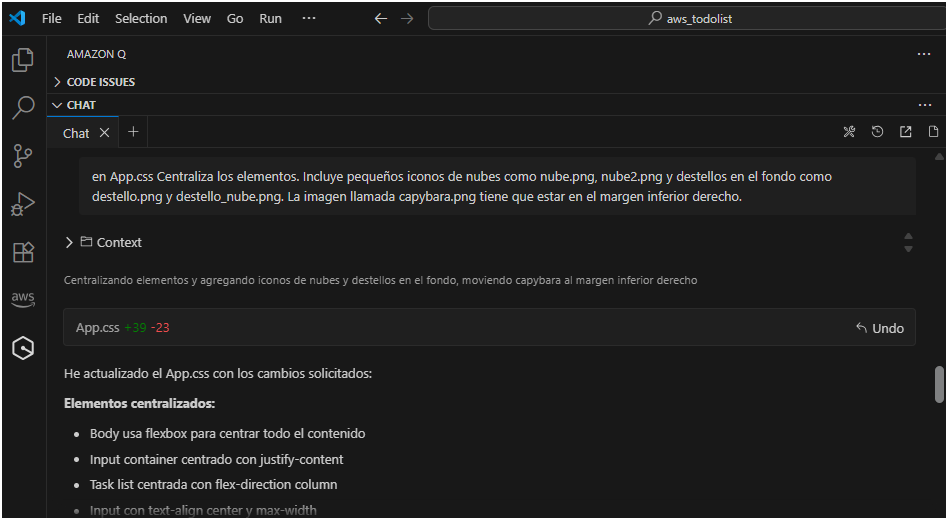 File Edit Selection View Go Run ··· aws_todolist
AMAZON Q ···
CODE ISSUES
CHAT ···
Chat
en App.css Centraliza los elementos. Incluye pequeños iconos de nubes como nube.png, nube2.png y destellos en el fondo como
destello.png y destello_nube.png. La imagen llamada capybara.png tiene que estar en el margen inferior derecho.
Context
Centralizando elementos y agregando iconos de nubes y destellos en el fondo, moviendo capybara al margen inferior derecho
App.css +39 -23 Undo
aws
He actualizado el App.css con los cambios solicitados:
Elementos centralizados:
• Body usa flexbox para centrar todo el contenido
• Input container centrado con justify-content
• Task list centrada con flex-direction column
• Input con text-align center y max-width